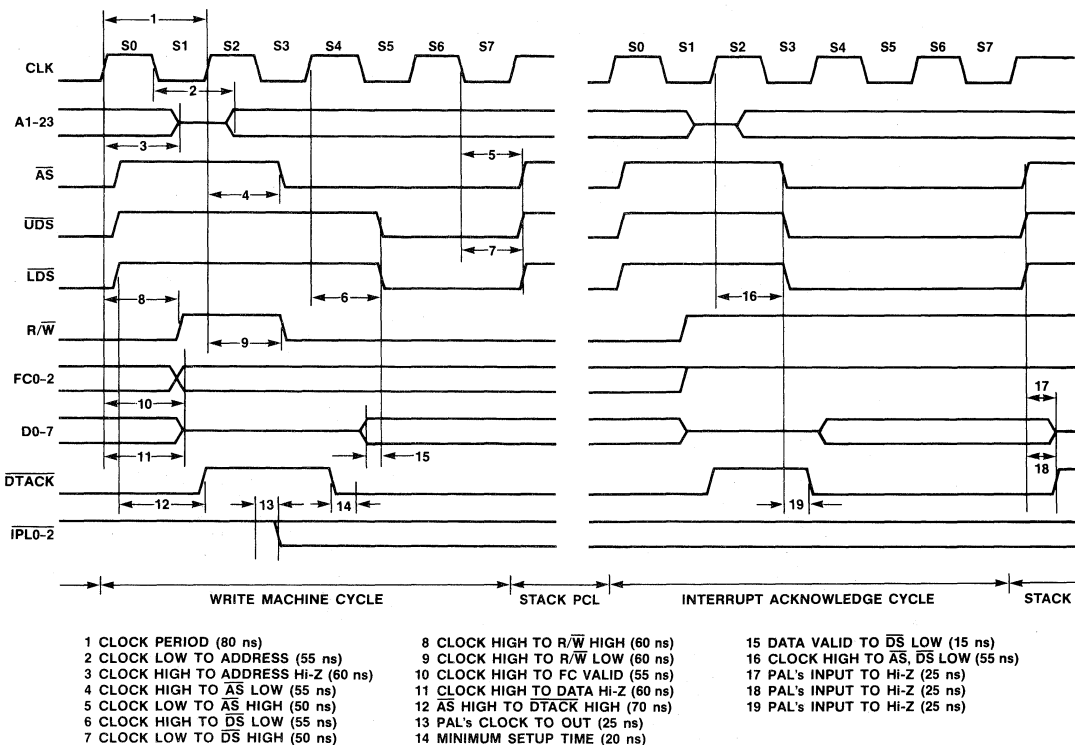 1
S0 S1 S2 S3 S4 S5 S6 S7 S0 S1 S2 S3 S4 S5 S6 S7
CLK
2
A1-23
3 5
AS
4
UDS
7
LDS
8 6 16
R/W
9
FC0-2
10 17
D0-7
11 15 18
DTACK
12 13 14 19
IPL0-2
WRITE MACHINE CYCLE STACK PCL INTERRUPT ACKNOWLEDGE CYCLE STACK
1 CLOCK PERIOD (80 ns)
2 CLOCK LOW TO ADDRESS (55 ns)
3 CLOCK HIGH TO ADDRESS Hi-Z (60 ns)
4 CLOCK HIGH TO AS LOW (55 ns)
5 CLOCK LOW TO AS HIGH (50 ns)
6 CLOCK HIGH TO DS LOW (55 ns)
7 CLOCK LOW TO DS HIGH (50 ns)
8 CLOCK HIGH TO R/W HIGH (60 ns)
9 CLOCK HIGH TO R/W LOW (60 ns)
10 CLOCK HIGH TO FC VALID (55 ns)
11 CLOCK HIGH TO DATA Hi-Z (60 ns)
12 AS HIGH TO DTACK HIGH (70 ns)
13 PAL's CLOCK TO OUT (25 ns)
14 MINIMUM SETUP TIME (20 ns)
15 DATA VALID TO DS LOW (15 ns)
16 CLOCK HIGH TO AS, DS LOW (55 ns)
17 PAL's INPUT TO Hi-Z (25 ns)
18 PAL's INPUT TO Hi-Z (25 ns)
19 PAL's INPUT TO Hi-Z (25 ns)